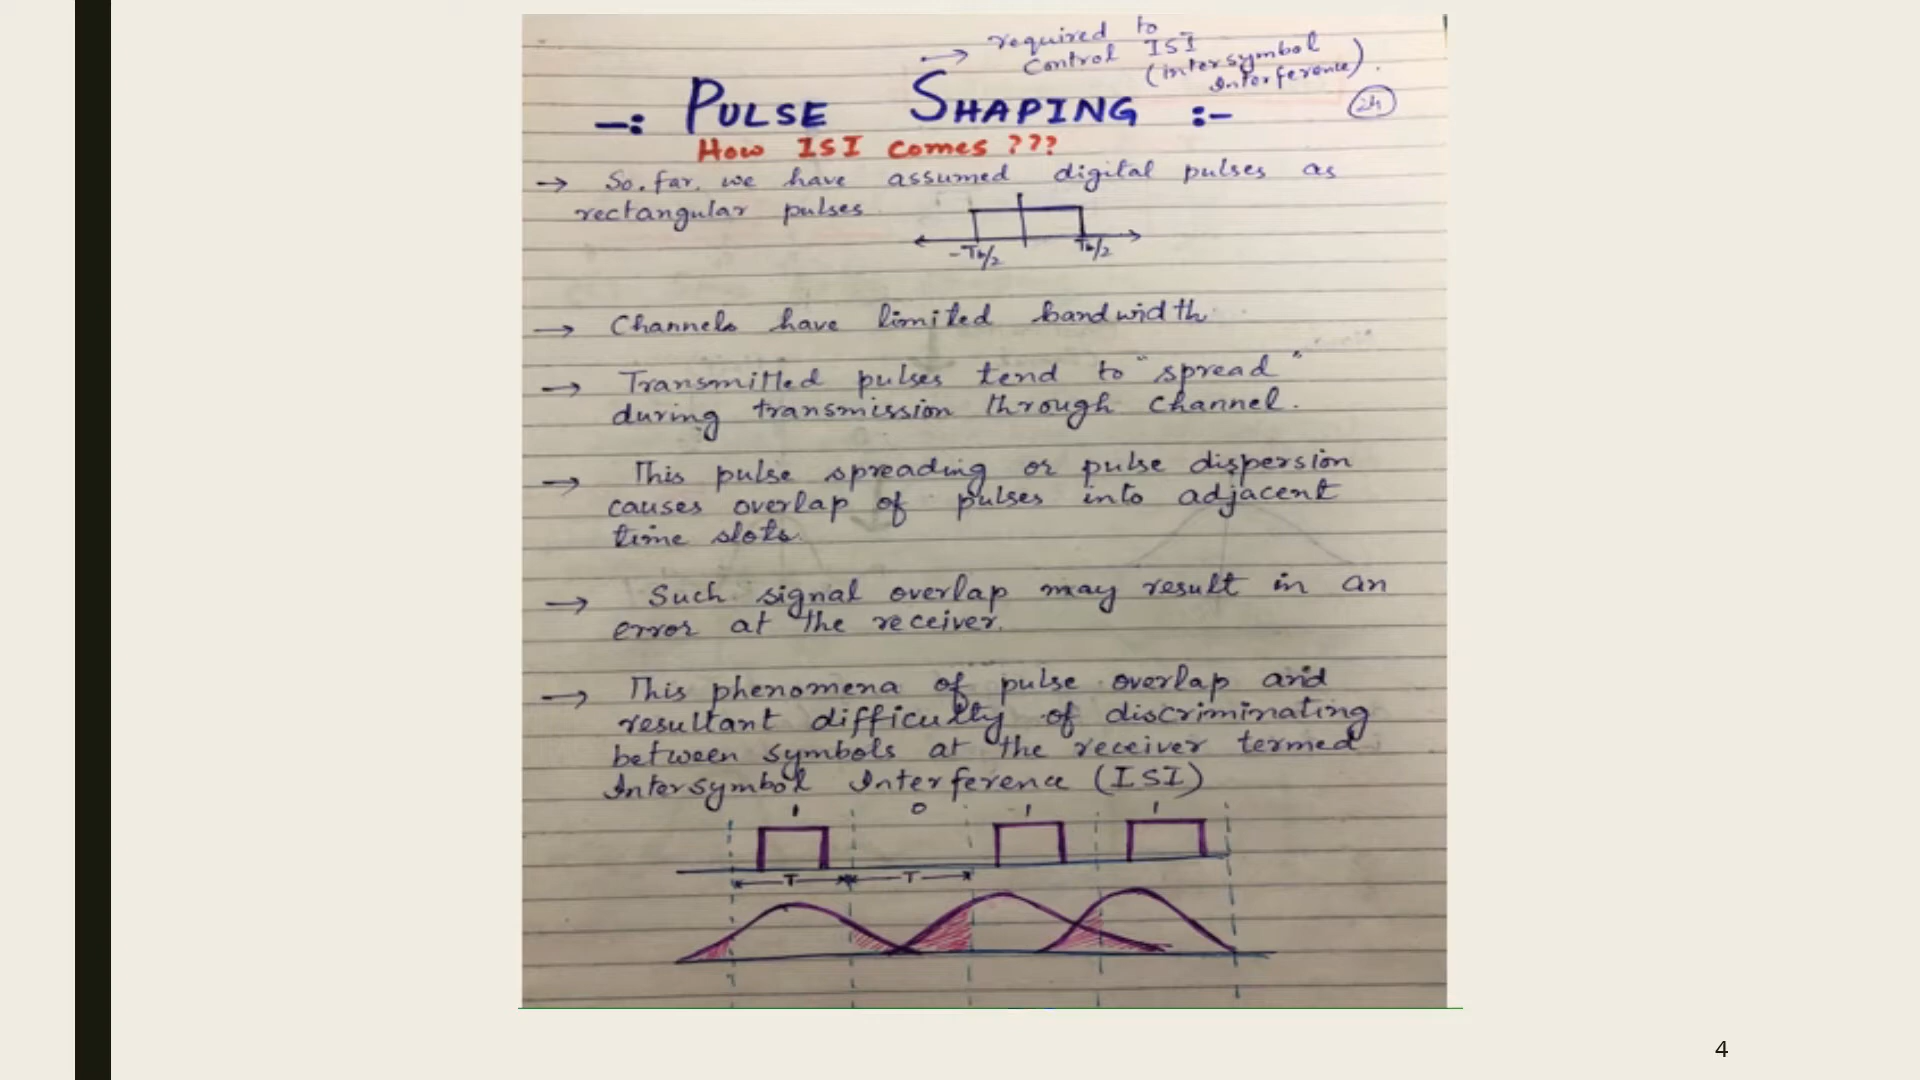 → required to
control ISI
(intersymbol
Interference).
-: PULSE SHAPING :-
How ISI comes ???
→ So. far. we have assumed digital pulses as
rectangular pulses
-Tb/2 Tb/2
→ Channels have limited bandwidth
→ Transmitted pulses tend to "spread"
during transmission through channel.
→ This pulse spreading or pulse dispersion
causes overlap of pulses into adjacent
time slots.
→ Such signal overlap may result in an
error at the receiver.
→ This phenomena of pulse overlap and
resultant difficulty of discriminating
between symbols at the receiver termed
Intersymbol Interference (ISI)
1 0 1 1
T T
4